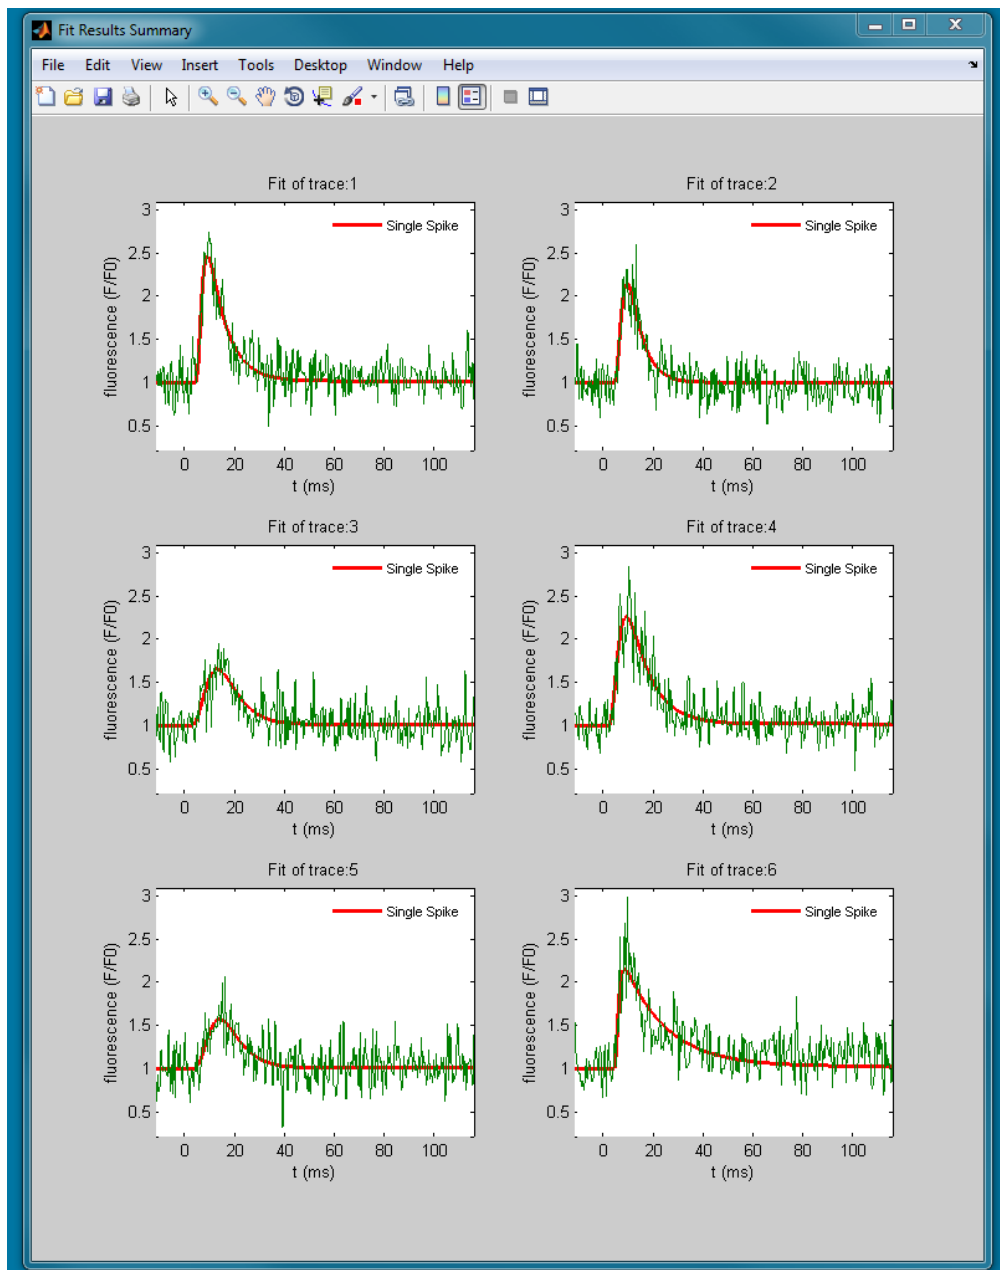 Fit Results Summary
File Edit View Insert Tools Desktop Window Help
Fit of trace:1
3
2.5
2
1.5
1
0.5
fluorescence (F/F0)
Single Spike
0 20 40 60 80 100
t (ms)
Fit of trace:2
3
2.5
2
1.5
1
0.5
fluorescence (F/F0)
Single Spike
0 20 40 60 80 100
t (ms)
Fit of trace:3
3
2.5
2
1.5
1
0.5
fluorescence (F/F0)
Single Spike
0 20 40 60 80 100
t (ms)
Fit of trace:4
3
2.5
2
1.5
1
0.5
fluorescence (F/F0)
Single Spike
0 20 40 60 80 100
t (ms)
Fit of trace:5
3
2.5
2
1.5
1
0.5
fluorescence (F/F0)
Single Spike
0 20 40 60 80 100
t (ms)
Fit of trace:6
3
2.5
2
1.5
1
0.5
fluorescence (F/F0)
Single Spike
0 20 40 60 80 100
t (ms)